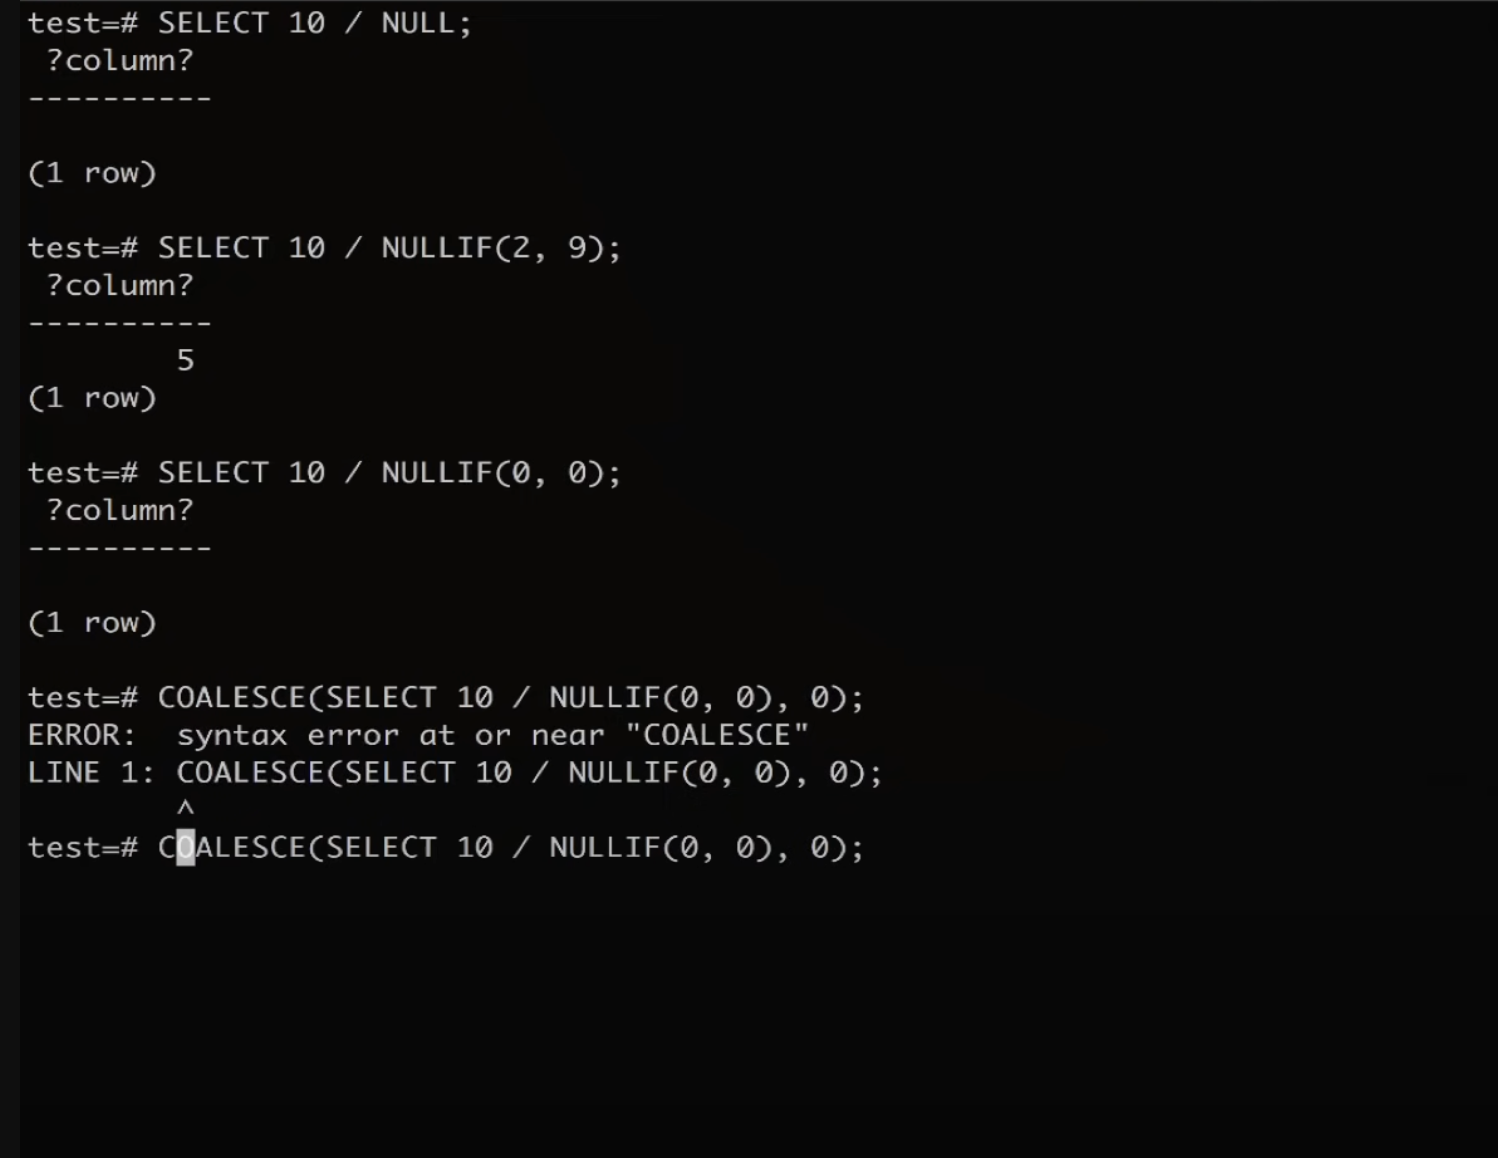 test=# SELECT 10 / NULL;
 ?column?
----------

(1 row)

test=# SELECT 10 / NULLIF(2, 9);
 ?column?
----------
        5
(1 row)

test=# SELECT 10 / NULLIF(0, 0);
 ?column?
----------

(1 row)

test=# COALESCE(SELECT 10 / NULLIF(0, 0), 0);
ERROR:  syntax error at or near "COALESCE"
LINE 1: COALESCE(SELECT 10 / NULLIF(0, 0), 0);
        ^
test=# COALESCE(SELECT 10 / NULLIF(0, 0), 0);